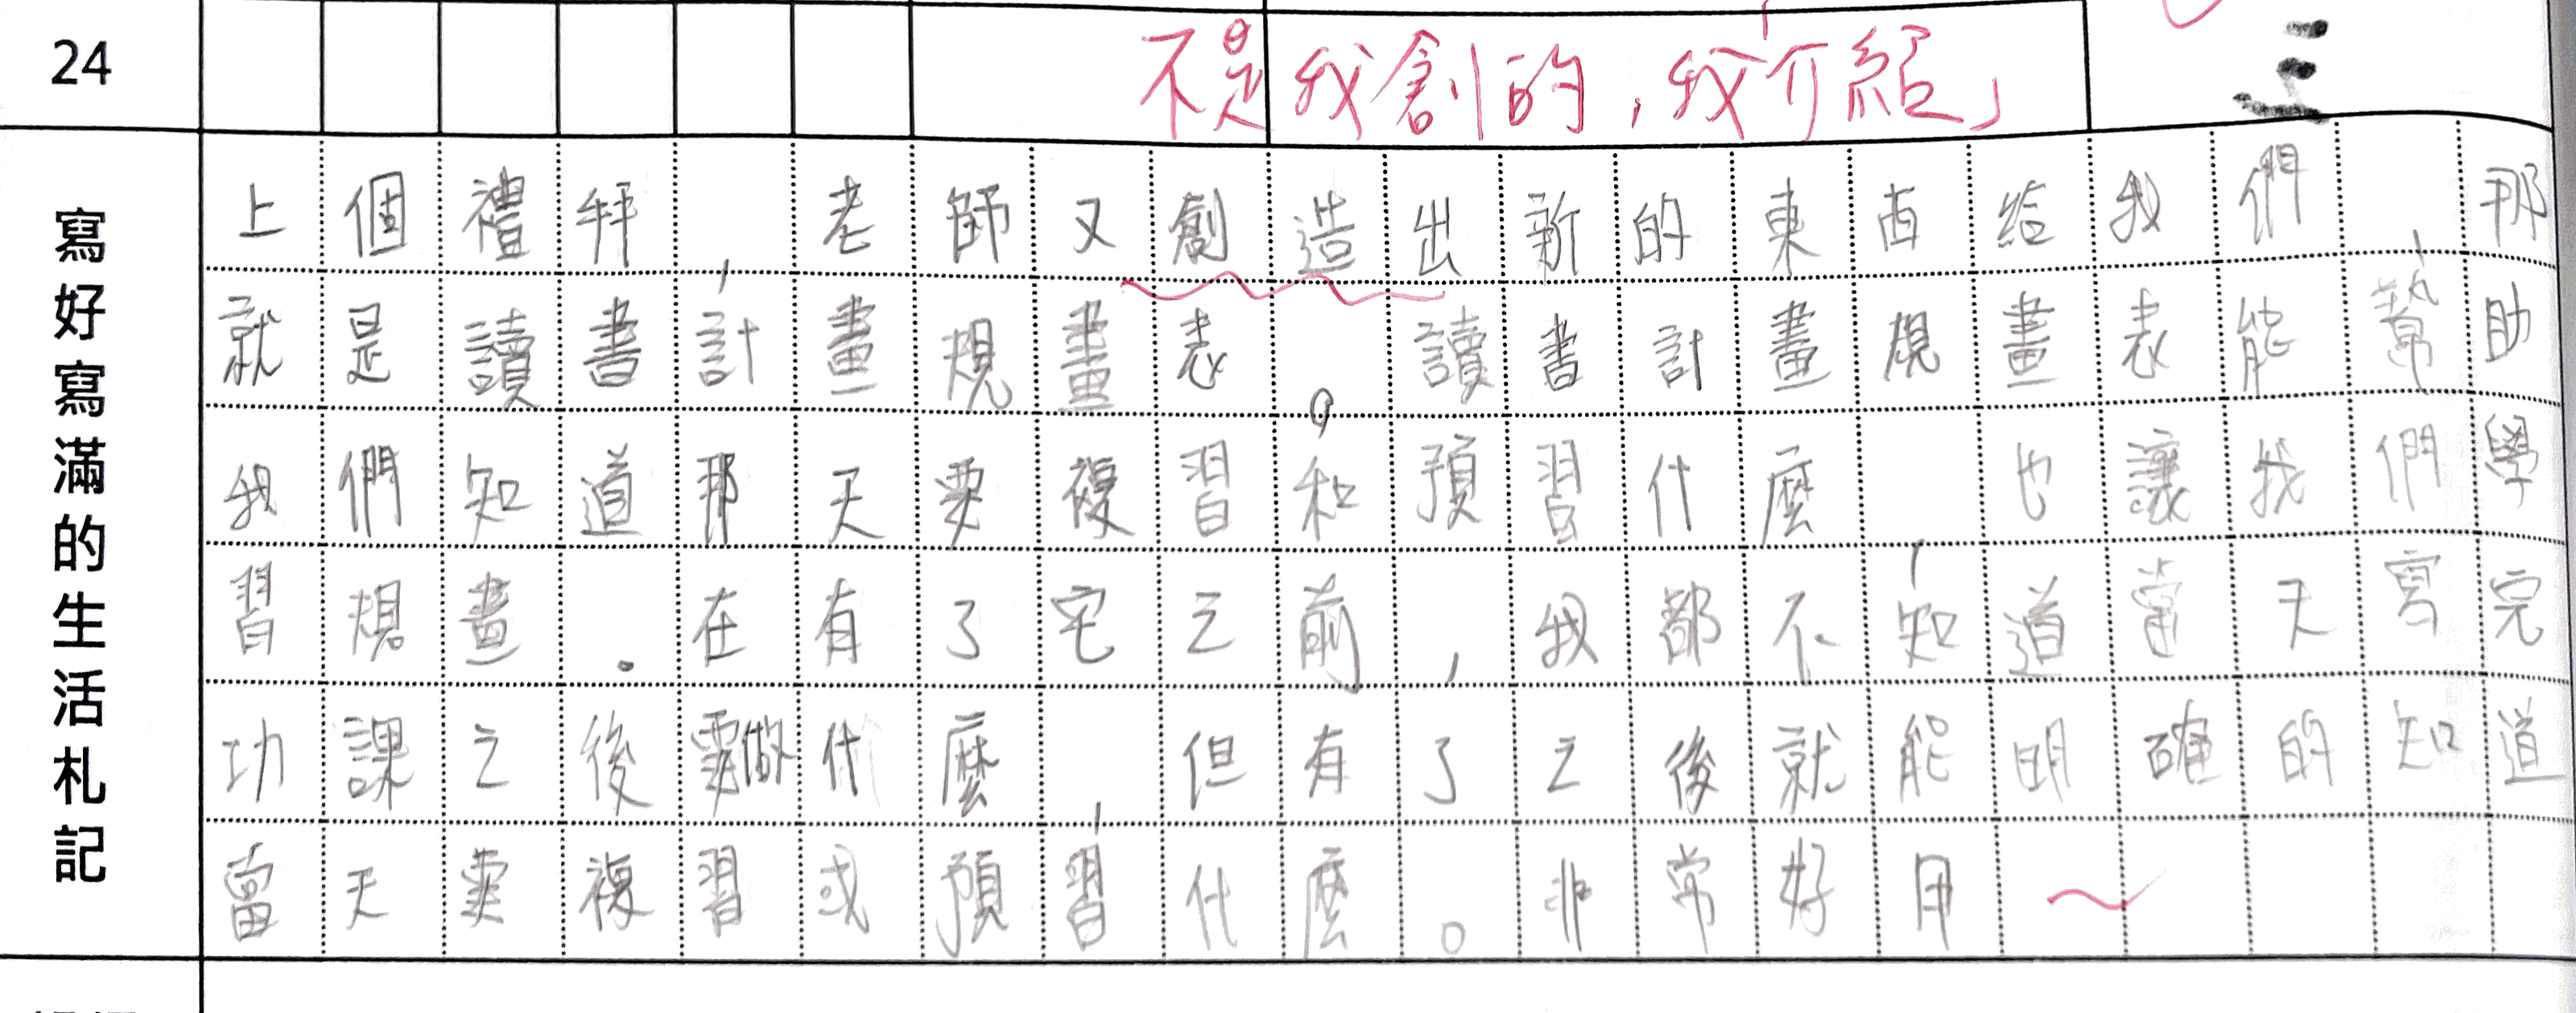 24
不是我創的，我介紹」
寫好寫滿的生活札記
上個禮拜，老師又創造出新的東西給我們，那
就是讀書計畫規畫表。讀書計畫規畫表能幫助
我們知道那天要複習和預習什麼，也讓我們學
習規畫。在有了它之前，我都不知道當天寫完
功課之後要做什麼，但有了之後就能明確的知道
當天要複習或預習什麼。非常好用